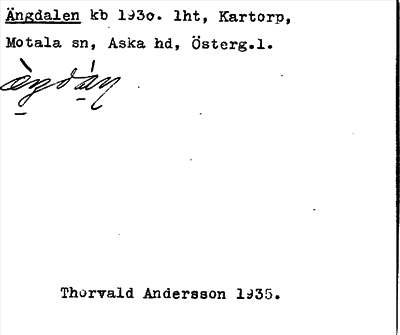 Ängdalen kb 1930. lht, Kartorp,
Motala sn, Aska hd, Österg.l.
Thorvald Andersson 1935.